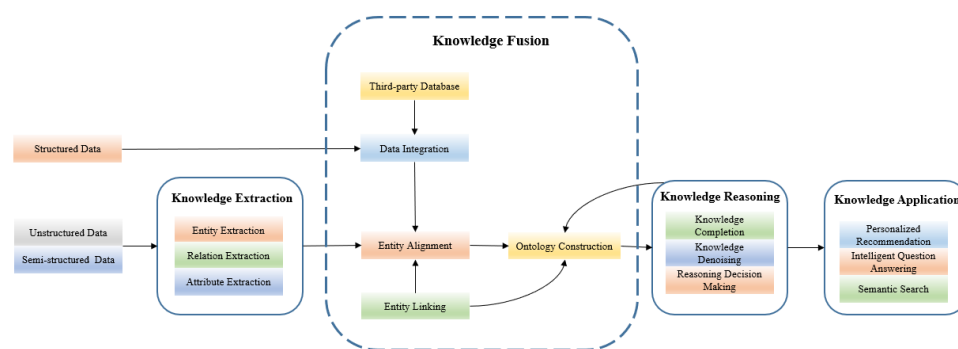 Knowledge Fusion
Third-party Database
Structured Data
Data Integration
Knowledge Extraction
Unstructured Data
Semi-structured Data
Entity Extraction
Relation Extraction
Attribute Extraction
Entity Alignment
Ontology Construction
Entity Linking
Knowledge Reasoning
Knowledge
Completion
Knowledge
Denoising
Reasoning Decision
Making
Knowledge Application
Personalized
Recommendation
Intelligent Question
Answering
Semantic Search